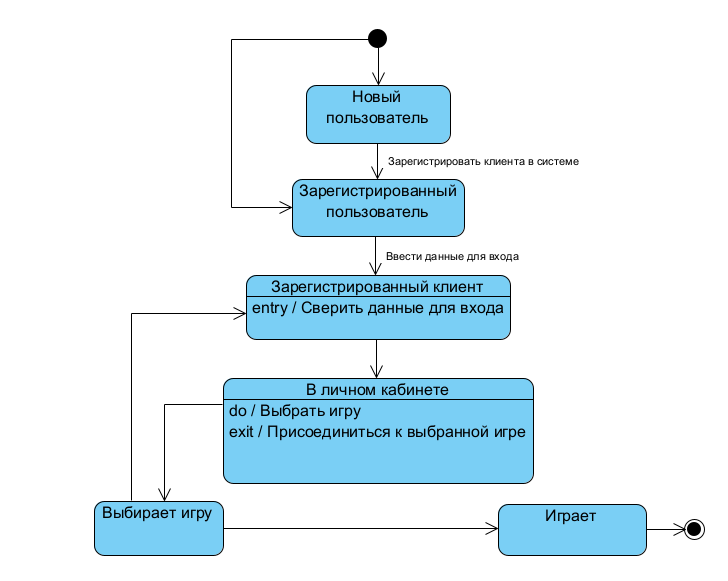 Новый
пользователь
Зарегистрировать клиента в системе
Зарегистрированный
пользователь
Ввести данные для входа
Зарегистрированный клиент
entry / Сверить данные для входа
В личном кабинете
do / Выбрать игру
exit / Присоединиться к выбранной игре
Выбирает игру
Играет